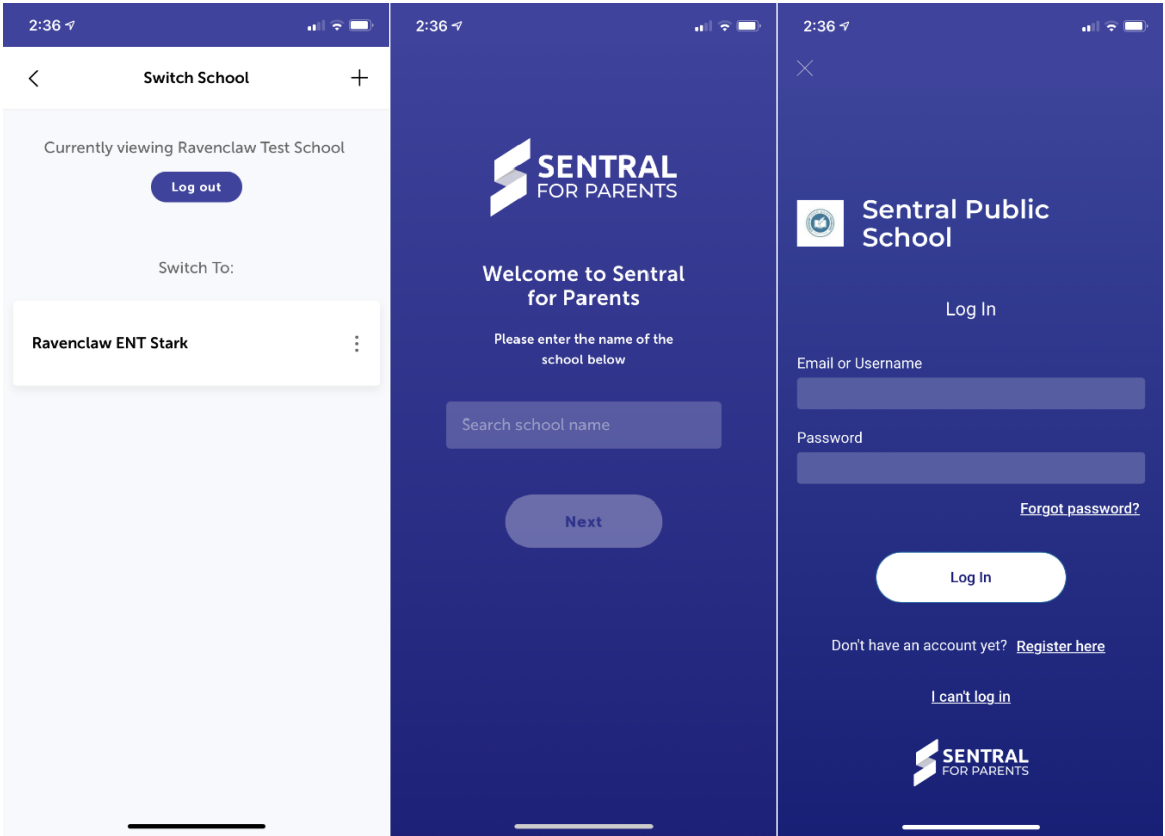 2:36
Switch School
Currently viewing Ravenclaw Test School
Log out
Switch To:
Ravenclaw ENT Stark
2:36
SENTRAL
FOR PARENTS
Welcome to Sentral
for Parents
Please enter the name of the
school below
Search school name
Next
2:36
Sentral Public
School
Log In
Email or Username
Password
Forgot password?
Log In
Don't have an account yet? Register here
I can't log in
SENTRAL
FOR PARENTS